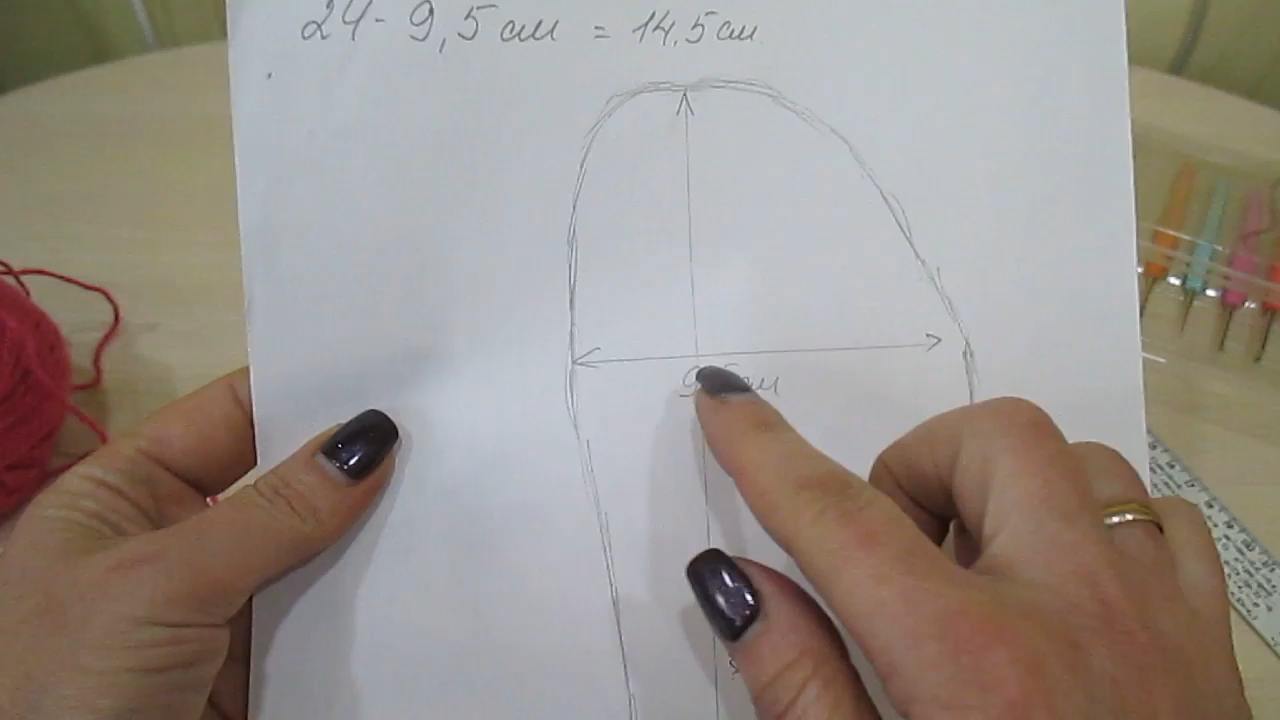 24 - 9,5 см = 14,5 см